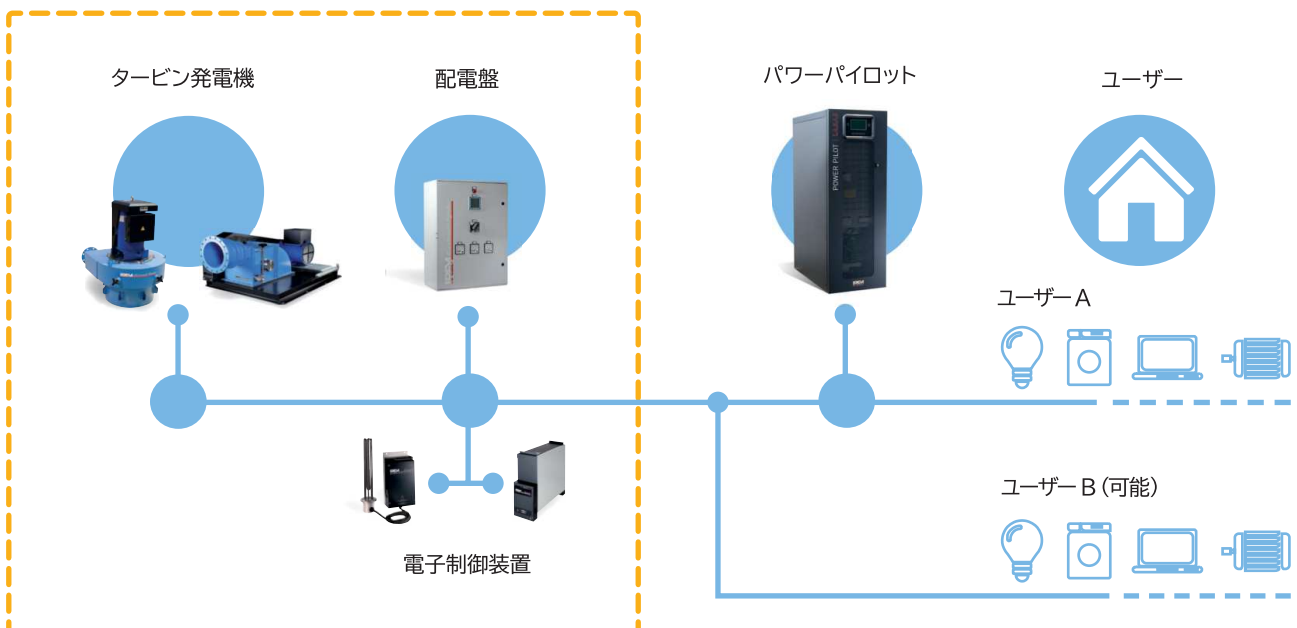 タービン発電機
配電盤
パワーパイロット
ユーザー
POWER PILOT
ユーザー A
電子制御装置
ユーザー B (可能)